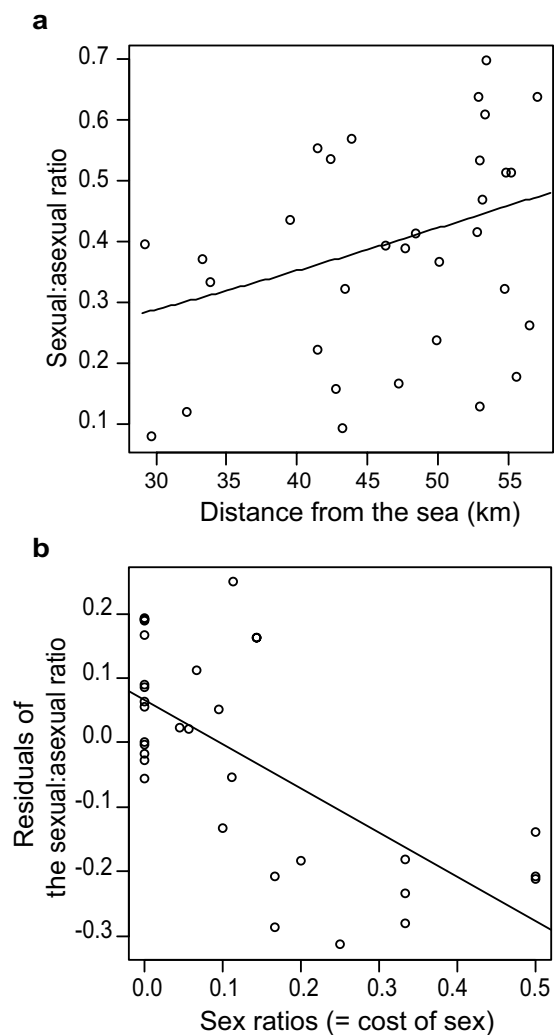 a
0.7
0.6
0.5
0.4
0.3
0.2
0.1
Sexual:asexual ratio
30 35 40 45 50 55
Distance from the sea (km)
b
0.2
0.1
0.0
-0.1
-0.2
-0.3
Residuals of
the sexual:asexual ratio
0.0 0.1 0.2 0.3 0.4 0.5
Sex ratios (= cost of sex)